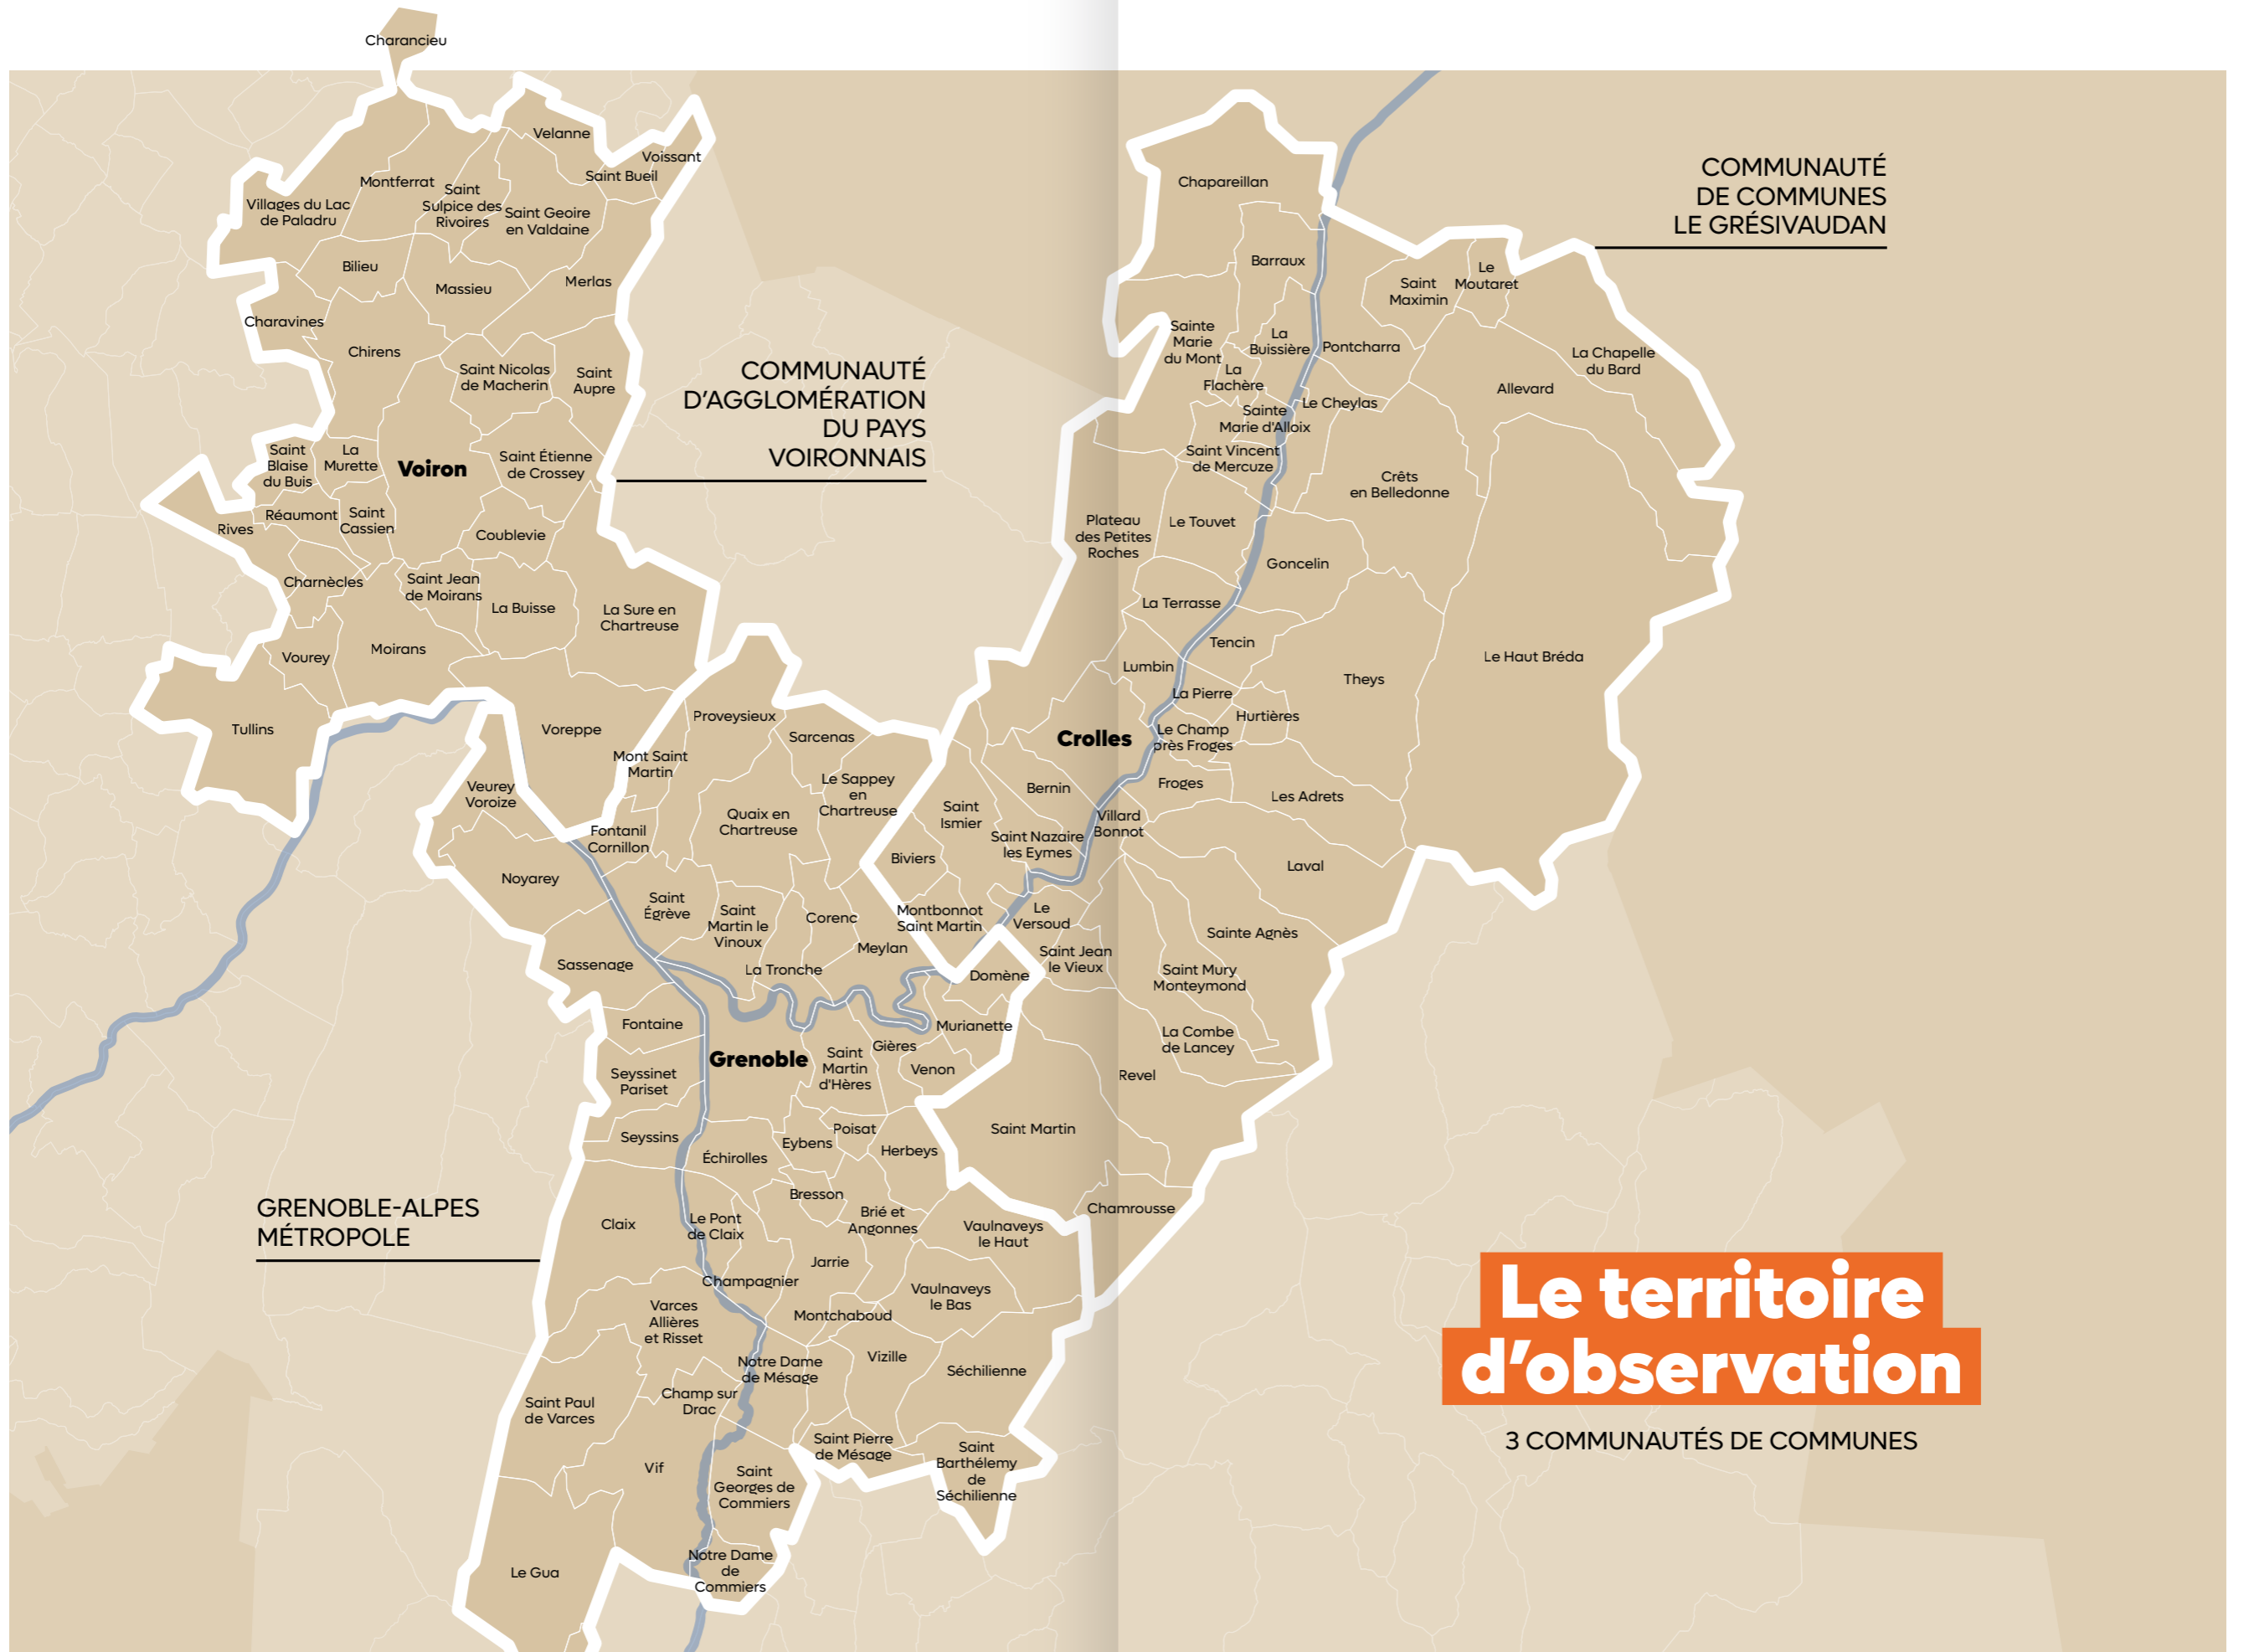 Charancieu
Velanne
Voissant
Saint Bueil
Montferrat
Saint
Sulpice des
Rivoires
Villages du Lac
de Paladru
Saint Geoire
en Valdaine
Bilieu
Massieu
Merlas
Charavines
Chirens
Saint Nicolas
de Macherin
Saint
Aupre
Saint
Blaise
du Buis
La
Murette
Voiron
Saint Étienne
de Crossey
Rives
Réaumont
Saint
Cassien
Coublevie
Charnècles
Saint Jean
de Moirans
La Buisse
La Sure en
Chartreuse
Vourey
Moirans
Tullins
Voreppe
COMMUNAUTÉ
D'AGGLOMÉRATION
DU PAYS
VOIRONNAIS
COMMUNAUTÉ
DE COMMUNES
LE GRÉSIVAUDAN
Chapareillan
Barraux
Saint
Maximin
Le
Moutaret
Sainte
Marie
du Mont
La
Buissière
Pontcharra
La Chapelle
du Bard
La
Flachère
Allevard
Le Cheylas
Sainte
Marie d'Alloix
Saint Vincent
de Mercuze
Crêts
en Belledonne
Plateau
des Petites
Roches
Le Touvet
Goncelin
La Terrasse
Tencin
Lumbin
Le Haut Bréda
Theys
La Pierre
Hurtières
Crolles
Le Champ
près Froges
Froges
Bernin
Les Adrets
Saint
Ismier
Villard
Bonnot
Saint Nazaire
les Eymes
Biviers
Laval
Montbonnot
Saint Martin
Le
Versoud
Sainte Agnès
Saint Jean
le Vieux
Saint Mury
Monteymond
La Combe
de Lancey
Revel
Saint Martin
Chamrousse
Proveysieux
Sarcenas
Mont Saint
Martin
Le Sappey
en
Chartreuse
Veurey
Voroize
Quaix en
Chartreuse
Fontanil
Cornillon
Noyarey
Saint
Égrève
Saint
Martin le
Vinoux
Corenc
Meylan
Sassenage
La Tronche
Domène
Fontaine
Murianette
Grenoble
Saint
Martin
d'Hères
Gières
Venon
Seyssinet
Pariset
Seyssins
Échirolles
Eybens
Poisat
Herbeys
Bresson
Claix
Le Pont
de Claix
Brié et
Angonnes
Vaulnaveys
le Haut
Jarrie
Champagnier
Vaulnaveys
le Bas
Varces
Allières
et Risset
Montchaboud
Notre Dame
de Mésage
Vizille
Séchilienne
Saint Paul
de Varces
Champ sur
Drac
Saint Pierre
de Mésage
Saint
Barthélemy
de
Séchilienne
Vif
Saint
Georges de
Commiers
Le Gua
Notre Dame
de
Commiers
GRENOBLE-ALPES
MÉTROPOLE
Le territoire
d'observation
3 COMMUNAUTÉS DE COMMUNES